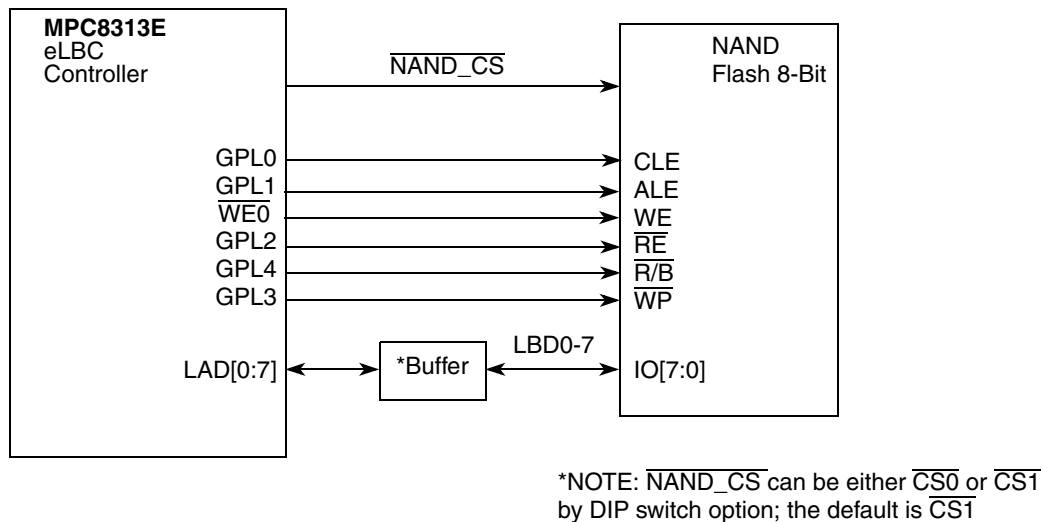 MPC8313E
eLBC
Controller
NAND_CS
NAND
Flash 8-Bit
GPL0
GPL1
WE0
GPL2
GPL4
GPL3
CLE
ALE
WE
RE
R/B
WP
LAD[0:7]
*Buffer
LBD0-7
IO[7:0]
*NOTE: NAND_CS can be either CS0 or CS1
by DIP switch option; the default is CS1